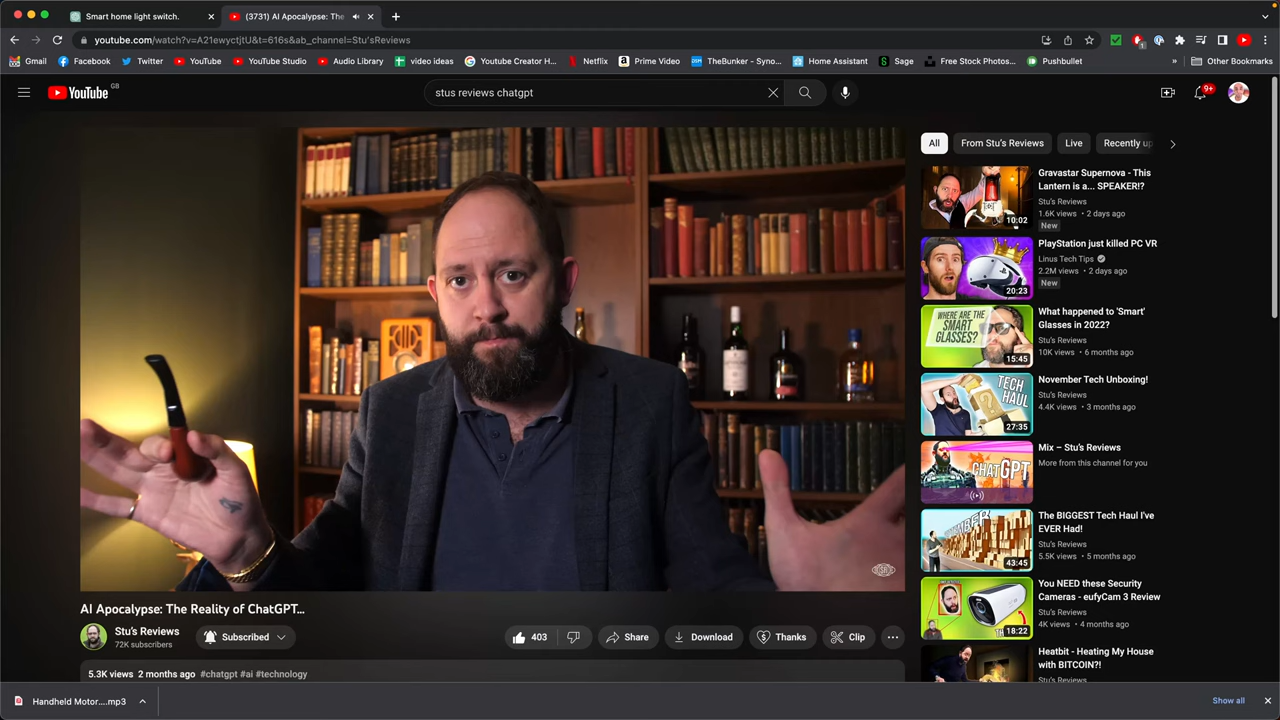 Smart home light switch.
(3731) AI Apocalypse: The
youtube.com/watch?v=A21ewyctjtU&t=616s&ab_channel=Stu'sReviews
Gmail Facebook Twitter YouTube YouTube Studio Audio Library video ideas Youtube Creator H... Netflix Prime Video TheBunker – Syno... Home Assistant Sage Free Stock Photos... Pushbullet » Other Bookmarks
YouTube GB
stus reviews chatgpt
9+
All From Stu's Reviews Live Recently up
Gravastar Supernova - This
Lantern is a... SPEAKER!?
Stu's Reviews
1.6K views • 2 days ago
New
10:02
PlayStation just killed PC VR
Linus Tech Tips
2.2M views • 2 days ago
New
20:23
WHERE ARE THE
SMART
GLASSES?
15:45
What happened to 'Smart'
Glasses in 2022?
Stu's Reviews
10K views • 6 months ago
TECH
HAUL
27:35
November Tech Unboxing!
Stu's Reviews
4.4K views • 3 months ago
CHATGPT
Mix – Stu's Reviews
More from this channel for you
43:45
The BIGGEST Tech Haul I've
EVER Had!
Stu's Reviews
5.5K views • 5 months ago
18:22
You NEED these Security
Cameras - eufyCam 3 Review
Stu's Reviews
4K views • 4 months ago
Heatbit - Heating My House
with BITCOIN?!
Stu's Reviews
AI Apocalypse: The Reality of ChatGPT...
Stu's Reviews
72K subscribers
Subscribed
403 Share Download Thanks Clip
5.3K views 2 months ago #chatgpt #ai #technology
Handheld Motor....mp3
Show all